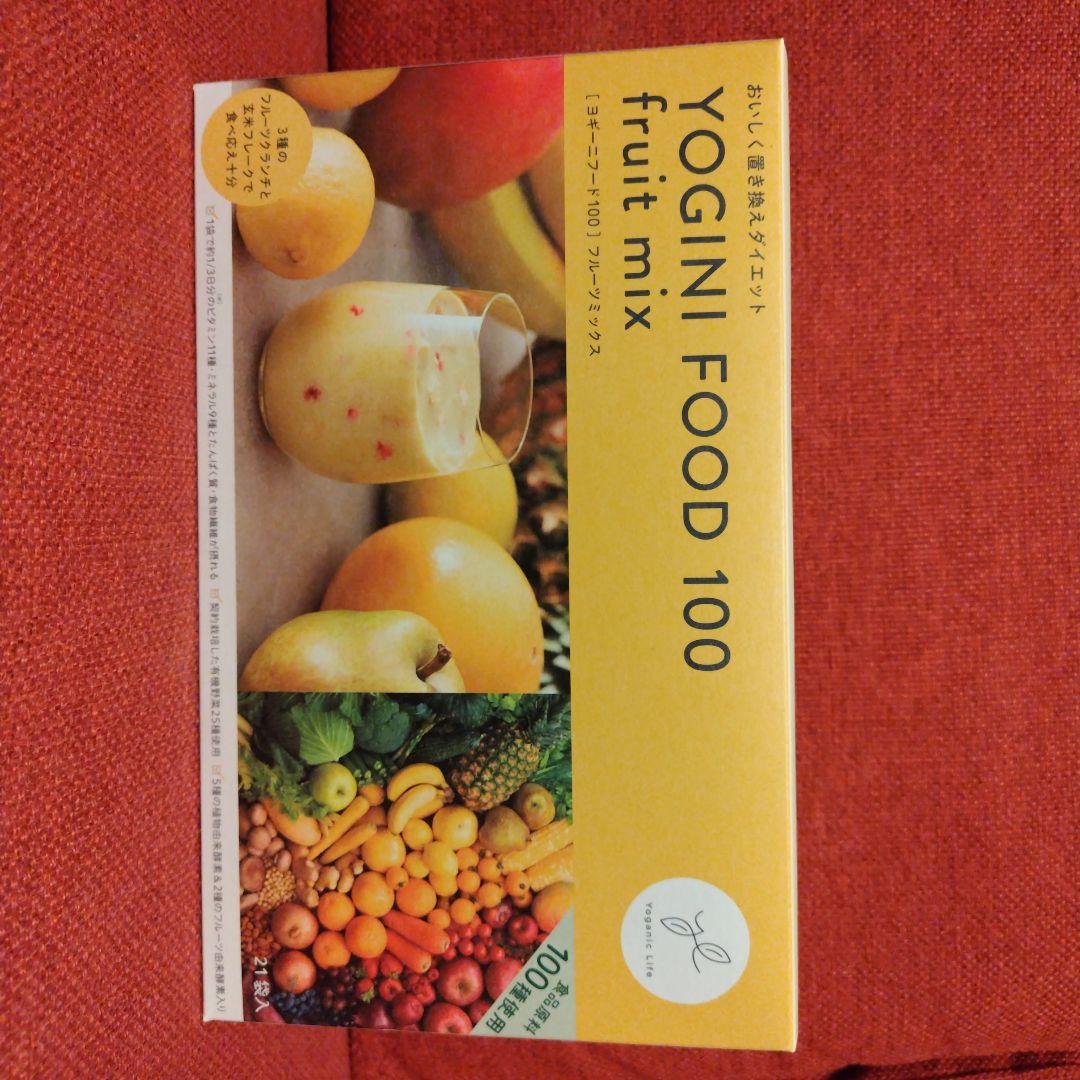 おいしく置き換えダイエット
YOGINI FOOD 100
fruit mix
［ヨギーニフード100］フルーツミックス
yl
Yoganic Life
3種の
フルーツクランチと
玄米フレークで
食べ応え十分
食品原料
100種使用
21袋入
1袋で約1/3日分のビタミン11種・ミネラル9種とたんぱく質・食物繊維が摂れる 契約栽培した有機野菜25種使用 5種の植物由来酵素&2種のフルーツ由来酵素入り